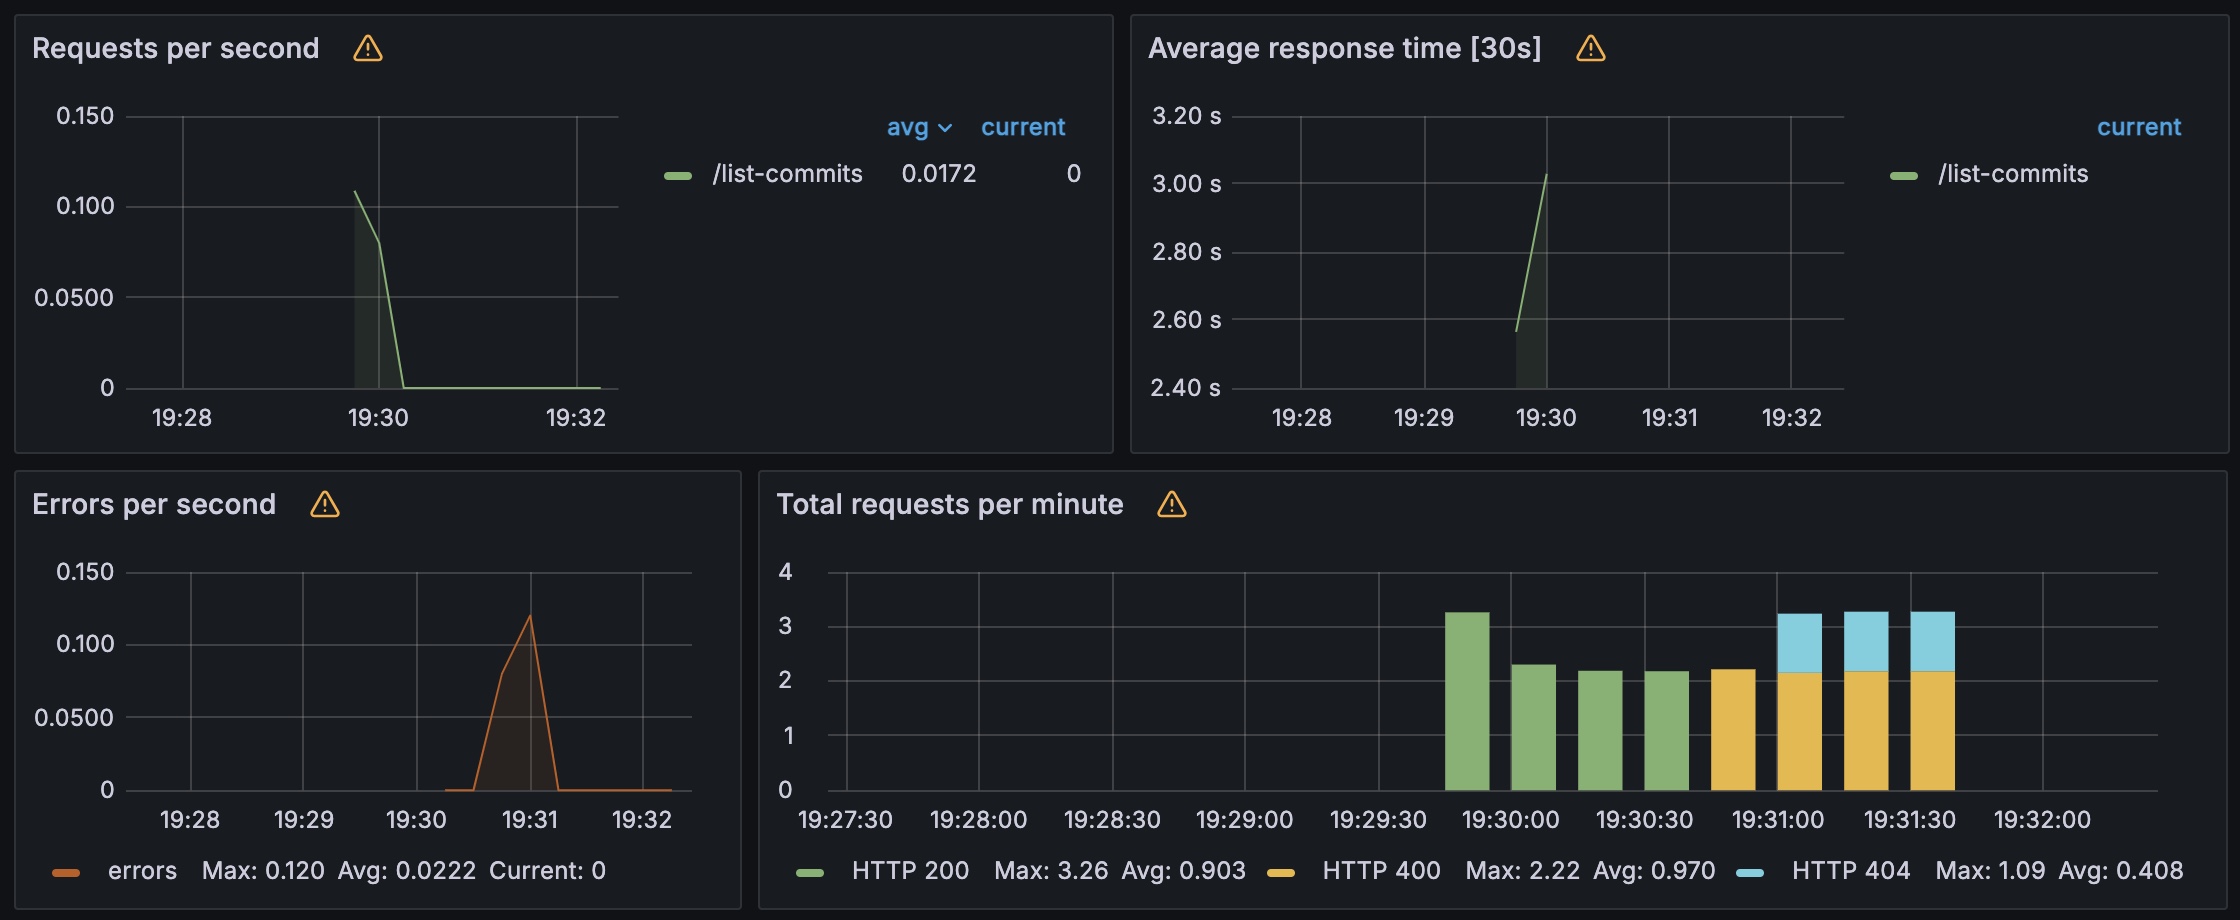 Requests per second
0.150
0.100
0.0500
0
19:28 19:30 19:32
avg current
/list-commits 0.0172 0
Average response time [30s]
3.20 s
3.00 s
2.80 s
2.60 s
2.40 s
19:28 19:29 19:30 19:31 19:32
current
/list-commits
Errors per second
0.150
0.100
0.0500
0
19:28 19:29 19:30 19:31 19:32
errors Max: 0.120 Avg: 0.0222 Current: 0
Total requests per minute
4
3
2
1
0
19:27:30 19:28:00 19:28:30 19:29:00 19:29:30 19:30:00 19:30:30 19:31:00 19:31:30 19:32:00
HTTP 200 Max: 3.26 Avg: 0.903 HTTP 400 Max: 2.22 Avg: 0.970 HTTP 404 Max: 1.09 Avg: 0.408